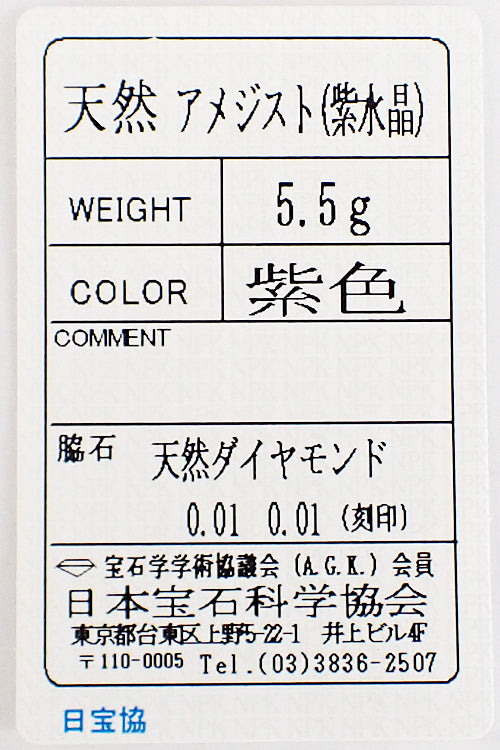 天然 アメジスト(紫水晶)
WEIGHT 5.5g
COLOR 紫色
COMMENT
脇石 天然ダイヤモンド
0.01 0.01 (刻印)
宝石学学術協議会 (A.G.K.) 会員
日本宝石科学協会
東京都台東区上野5-22-1 井上ビル4F
〒110-0005 Tel.(03)3836-2507
日宝協